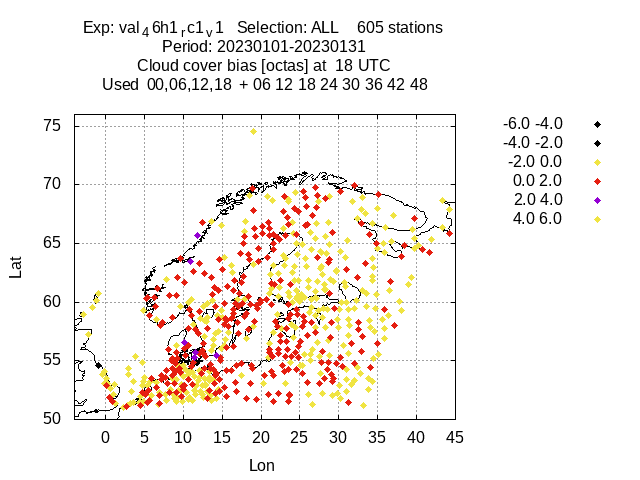 Exp: val46h1rc1v1   Selection: ALL    605 stations
Period: 20230101-20230131
Cloud cover bias [octas] at  18 UTC
Used  00,06,12,18  + 06 12 18 24 30 36 42 48
-6.0 -4.0
-4.0 -2.0
-2.0 0.0
0.0 2.0
2.0 4.0
4.0 6.0
75
70
65
60
55
50
Lat
0 5 10 15 20 25 30 35 40 45
Lon